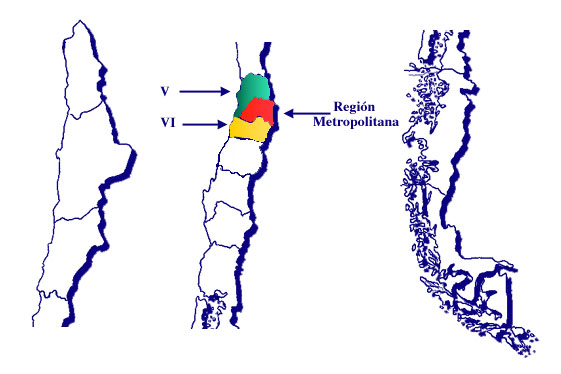 V
Región
Metropolitana
VI